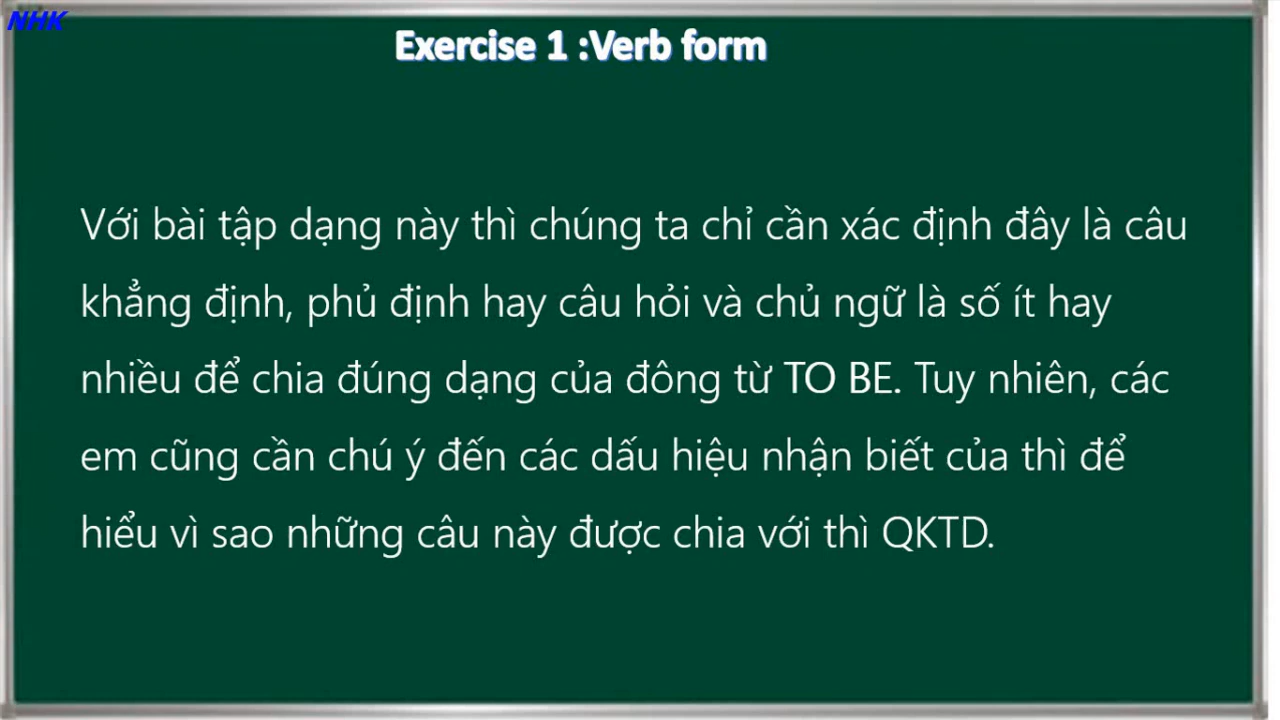 NHK
Exercise 1 :Verb form
Với bài tập dạng này thì chúng ta chỉ cần xác định đây là câu
khẳng định, phủ định hay câu hỏi và chủ ngữ là số ít hay
nhiều để chia đúng dạng của đông từ TO BE. Tuy nhiên, các
em cũng cần chú ý đến các dấu hiệu nhận biết của thì để
hiểu vì sao những câu này được chia với thì QKTD.